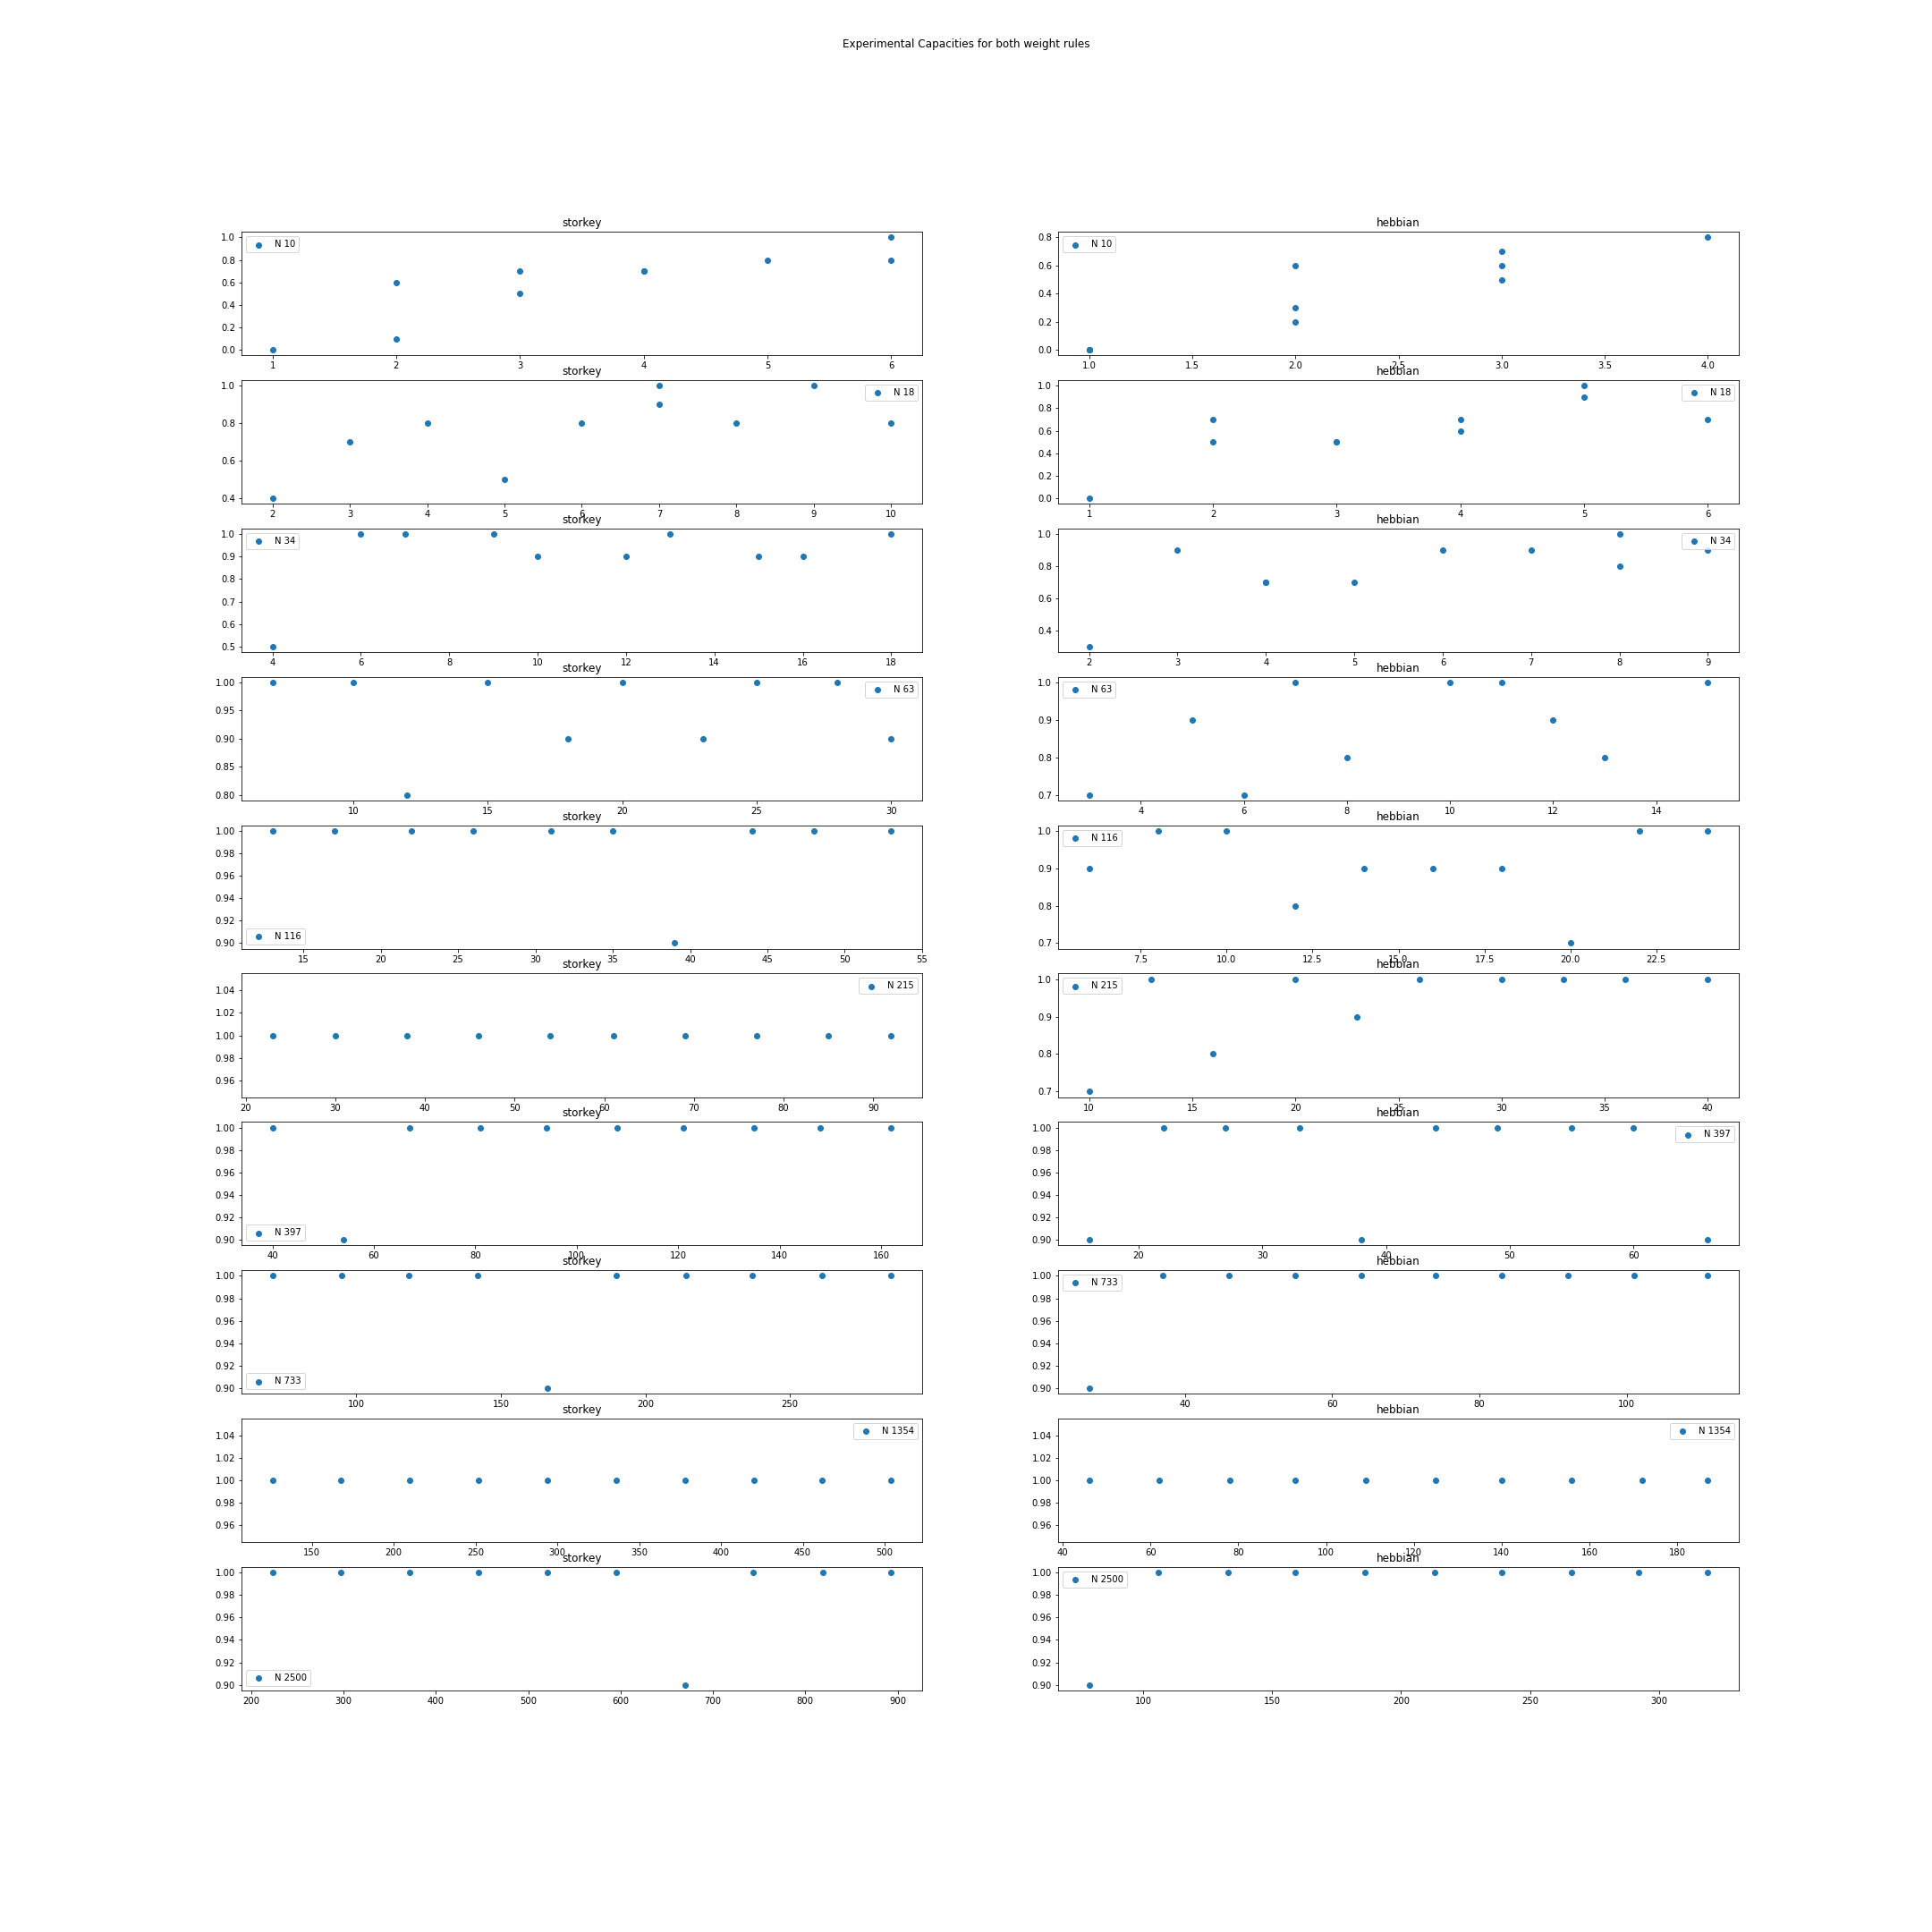 Experimental Capacities for both weight rules
storkey
1.0
0.8
0.6
0.4
0.2
0.0
N 10
1 2 3 4 5 6
hebbian
0.8
0.6
0.4
0.2
0.0
N 10
1.0 1.5 2.0 2.5 3.0 3.5 4.0
storkey
1.0
0.8
0.6
0.4
N 18
2 3 4 5 6 7 8 9 10
hebbian
1.0
0.8
0.6
0.4
0.2
0.0
N 18
1 2 3 4 5 6
storkey
1.0
0.9
0.8
0.7
0.6
0.5
N 34
4 6 8 10 12 14 16 18
hebbian
1.0
0.8
0.6
0.4
N 34
2 3 4 5 6 7 8 9
storkey
1.00
0.95
0.90
0.85
0.80
N 63
10 15 20 25 30
hebbian
1.0
0.9
0.8
0.7
N 63
4 6 8 10 12 14
storkey
1.00
0.98
0.96
0.94
0.92
0.90
N 116
15 20 25 30 35 40 45 50 55
hebbian
1.0
0.9
0.8
0.7
N 116
7.5 10.0 12.5 15.0 17.5 20.0 22.5
storkey
1.04
1.02
1.00
0.98
0.96
N 215
20 30 40 50 60 70 80 90
hebbian
1.0
0.9
0.8
0.7
N 215
10 15 20 25 30 35 40
storkey
1.00
0.98
0.96
0.94
0.92
0.90
N 397
40 60 80 100 120 140 160
hebbian
1.00
0.98
0.96
0.94
0.92
0.90
N 397
20 30 40 50 60
storkey
1.00
0.98
0.96
0.94
0.92
0.90
N 733
100 150 200 250
hebbian
1.00
0.98
0.96
0.94
0.92
0.90
N 733
40 60 80 100
storkey
1.04
1.02
1.00
0.98
0.96
N 1354
150 200 250 300 350 400 450 500
hebbian
1.04
1.02
1.00
0.98
0.96
N 1354
40 60 80 100 120 140 160 180
storkey
1.00
0.98
0.96
0.94
0.92
0.90
N 2500
200 300 400 500 600 700 800 900
hebbian
1.00
0.98
0.96
0.94
0.92
0.90
N 2500
100 150 200 250 300